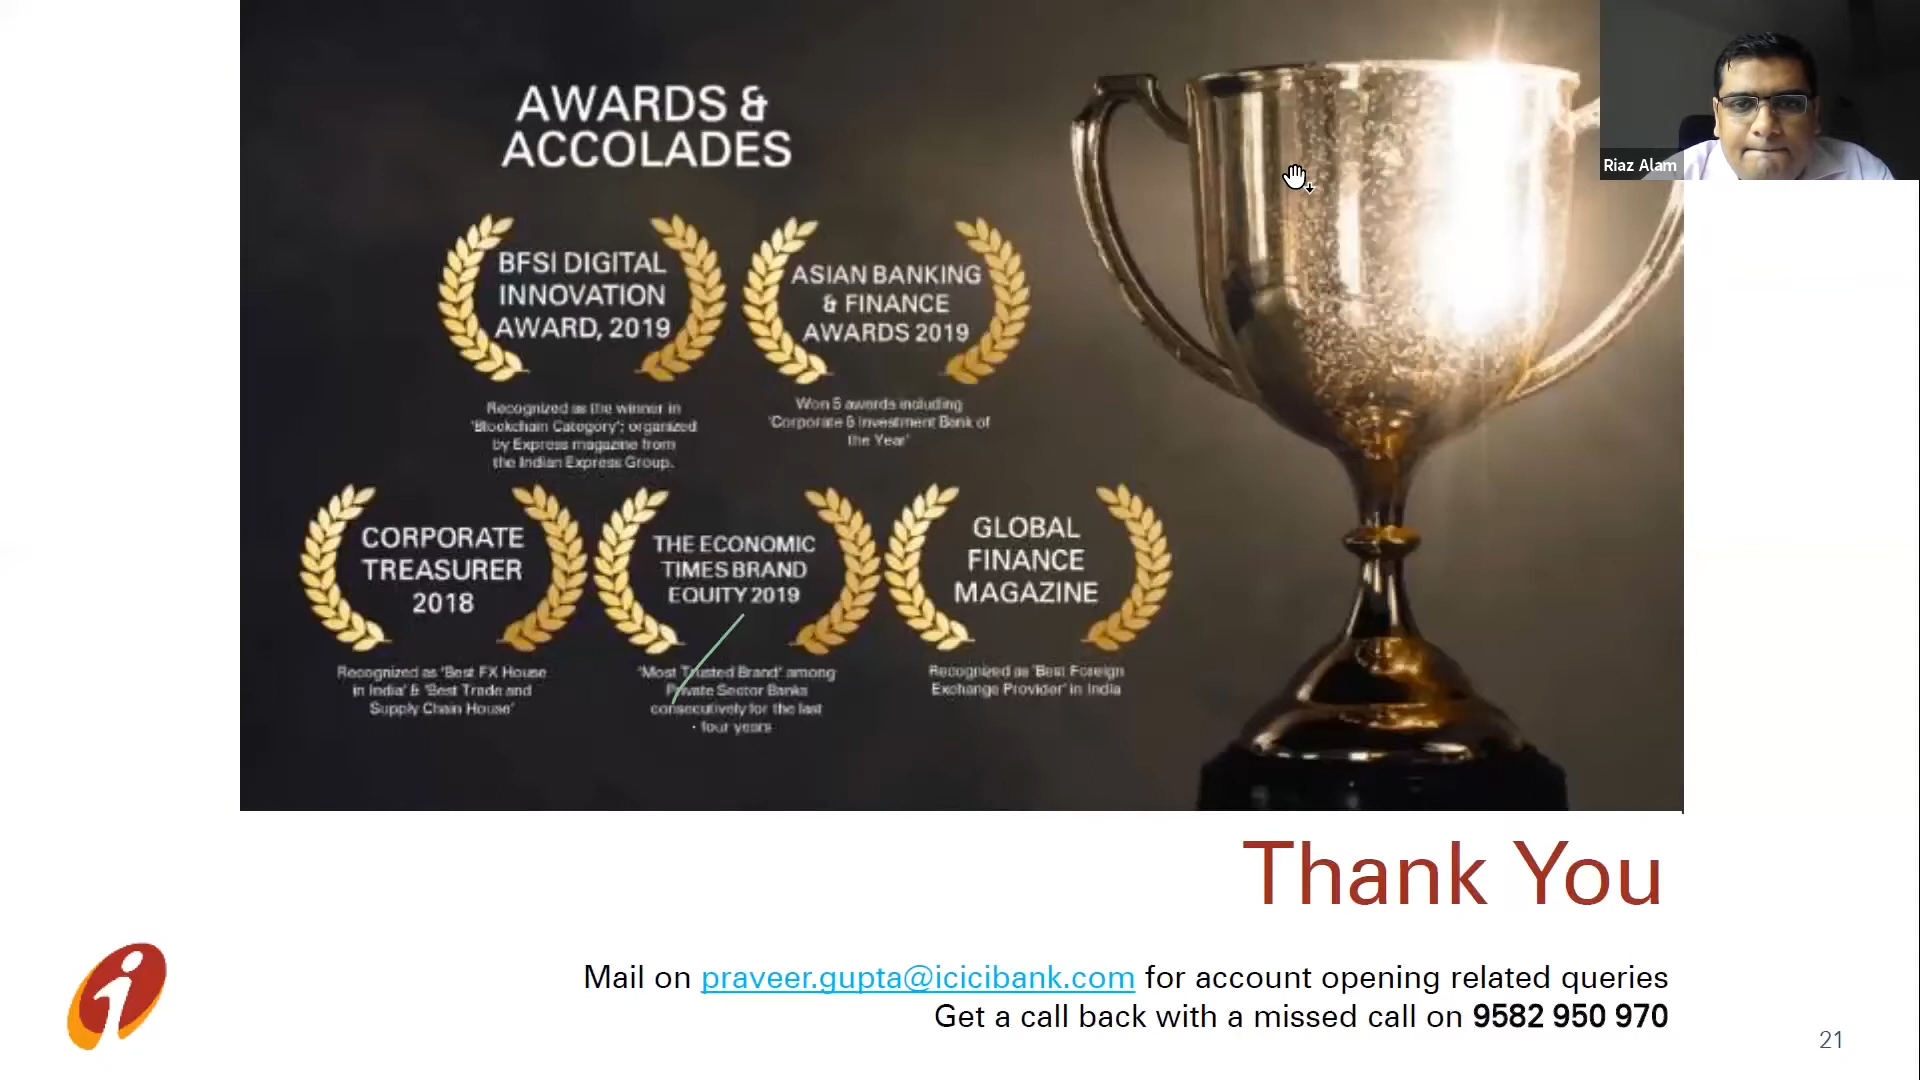 AWARDS &
ACCOLADES
Riaz Alam
BFSI DIGITAL
INNOVATION
AWARD, 2019
Recognized as the winner in
'Blockchain Category'; organized
by Express magazine from
the Indian Express Group.
ASIAN BANKING
& FINANCE
AWARDS 2019
Won 5 awards including
'Corporate & Investment Bank of
the Year'
CORPORATE
TREASURER
2018
Recognized as 'Best FX House
in India' & 'Best Trade and
Supply Chain House'
THE ECONOMIC
TIMES BRAND
EQUITY 2019
'Most Trusted Brand' among
Private Sector Banks
consecutively for the last
four years
GLOBAL
FINANCE
MAGAZINE
Recognized as 'Best Foreign
Exchange Provider' in India
Thank You
Mail on praveer.gupta@icicibank.com for account opening related queries
Get a call back with a missed call on 9582 950 970
21